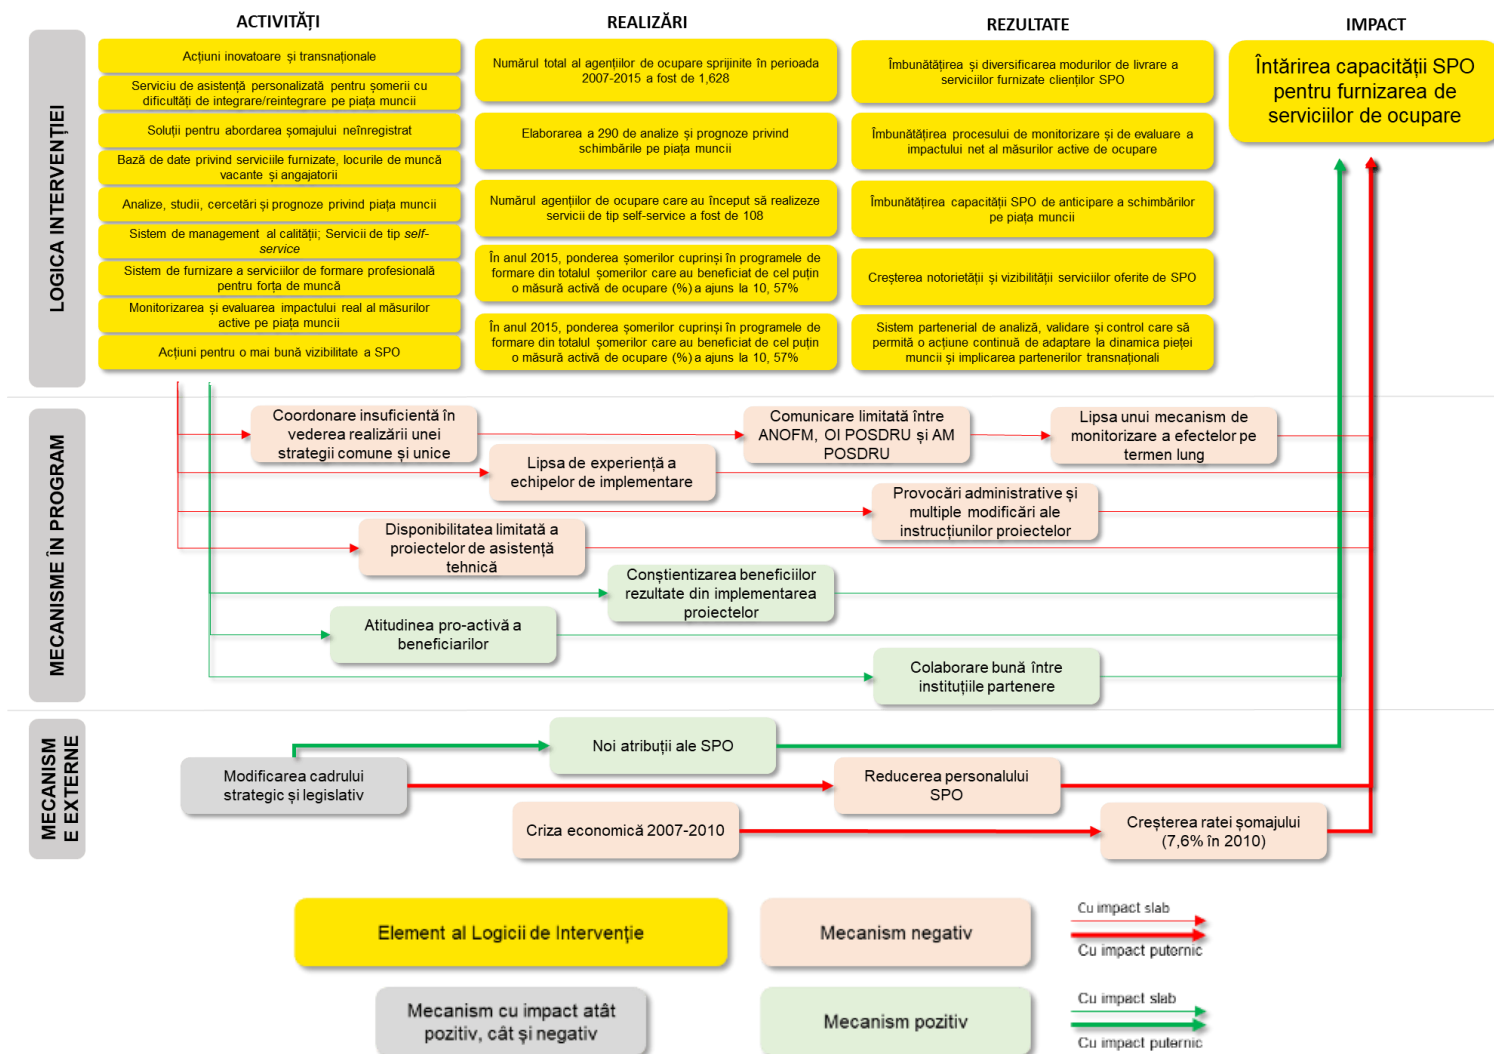 ACTIVITĂȚI
REALIZĂRI
REZULTATE
IMPACT
LOGICA INTERVENȚIEI
Acțiuni inovatoare și transnaționale
Serviciu de asistență personalizată pentru șomerii cu
dificultăți de integrare/reintegrare pe piața muncii
Soluții pentru abordarea șomajului neînregistrat
Bază de date privind serviciile furnizate, locurile de muncă
vacante și angajatorii
Analize, studii, cercetări și prognoze privind piața muncii
Sistem de management al calității; Servicii de tip self-
service
Sistem de furnizare a serviciilor de formare profesională
pentru forța de muncă
Monitorizarea și evaluarea impactului real al măsurilor
active pe piața muncii
Acțiuni pentru o mai bună vizibilitate a SPO
Numărul total al agențiilor de ocupare sprijinite în perioada
2007-2015 a fost de 1,628
Elaborarea a 290 de analize și prognoze privind
schimbările pe piața muncii
Numărul agențiilor de ocupare care au început să realizeze
servicii de tip self-service a fost de 108
În anul 2015, ponderea șomerilor cuprinși în programele de
formare din totalul șomerilor care au beneficiat de cel puțin
o măsură activă de ocupare (%) a ajuns la 10, 57%
În anul 2015, ponderea șomerilor cuprinși în programele de
formare din totalul șomerilor care au beneficiat de cel puțin
o măsură activă de ocupare (%) a ajuns la 10, 57%
Îmbunătățirea și diversificarea modurilor de livrare a
serviciilor furnizate clienților SPO
Îmbunătățirea procesului de monitorizare și de evaluare a
impactului net al măsurilor active de ocupare
Îmbunătățirea capacității SPO de anticipare a schimbărilor
pe piața muncii
Creșterea notorietății și vizibilității serviciilor oferite de SPO
Sistem partenerial de analiză, validare și control care să
permită o acțiune continuă de adaptare la dinamica pieței
muncii și implicarea partenerilor transnaționali
Întărirea capacității SPO
pentru furnizarea de
serviciilor de ocupare
MECANISME ÎN PROGRAM
Coordonare insuficientă în
vederea realizării unei
strategii comune și unice
Comunicare limitată între
ANOFM, OI POSDRU și AM
POSDRU
Lipsa unui mecanism de
monitorizare a efectelor pe
termen lung
Lipsa de experiență a
echipelor de implementare
Provocări administrative și
multiple modificări ale
instrucțiunilor proiectelor
Disponibilitatea limitată a
proiectelor de asistență
tehnică
Conștientizarea beneficiilor
rezultate din implementarea
proiectelor
Atitudinea pro-activă a
beneficiarilor
Colaborare bună între
instituțiile partenere
MECANISM
E EXTERNE
Noi atribuții ale SPO
Modificarea cadrului
strategic și legislativ
Reducerea personalului
SPO
Criza economică 2007-2010
Creșterea ratei șomajului
(7,6% în 2010)
Element al Logicii de Intervenție
Mecanism negativ
Cu impact slab
Cu impact puternic
Mecanism cu impact atât
pozitiv, cât și negativ
Mecanism pozitiv
Cu impact slab
Cu impact puternic